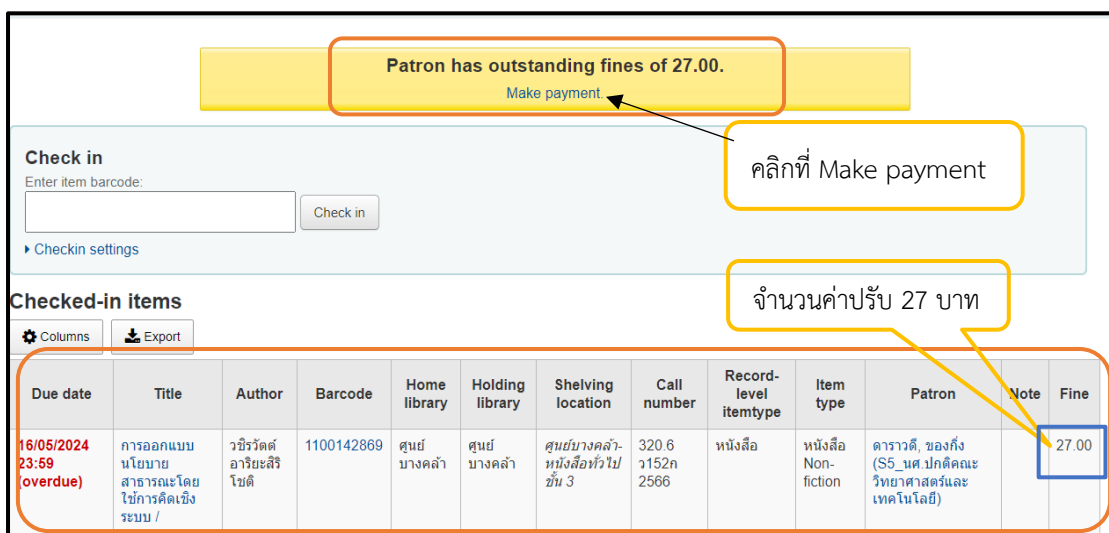 Patron has outstanding fines of 27.00.
Make payment.
Check in
Enter item barcode:
Check in
Checkin settings
คลิกที่ Make payment
Checked-in items
จำนวนค่าปรับ 27 บาท
Columns
Export
Due date
Title
Author
Barcode
Home
library
Holding
library
Shelving
location
Call
number
Record-
level
itemtype
Item
type
Patron
Note
Fine
16/05/2024
23:59
(overdue)
การออกแบบ
นโยบาย
สาธารณะโดย
ใช้การคิดเชิง
ระบบ /
วชิรวัตต์
อาริยะสิริ
โชติ
1100142869
ศูนย์
บางคล้า
ศูนย์
บางคล้า
ศูนย์บางคล้า-
หนังสือทั่วไป
ชั้น 3
320.6
ว152ก
2566
หนังสือ
หนังสือ
Non-
fiction
ดาราวดี, ของกิ่ง
(S5_นศ.ปกติคณะ
วิทยาศาสตร์และ
เทคโนโลยี)
27.00